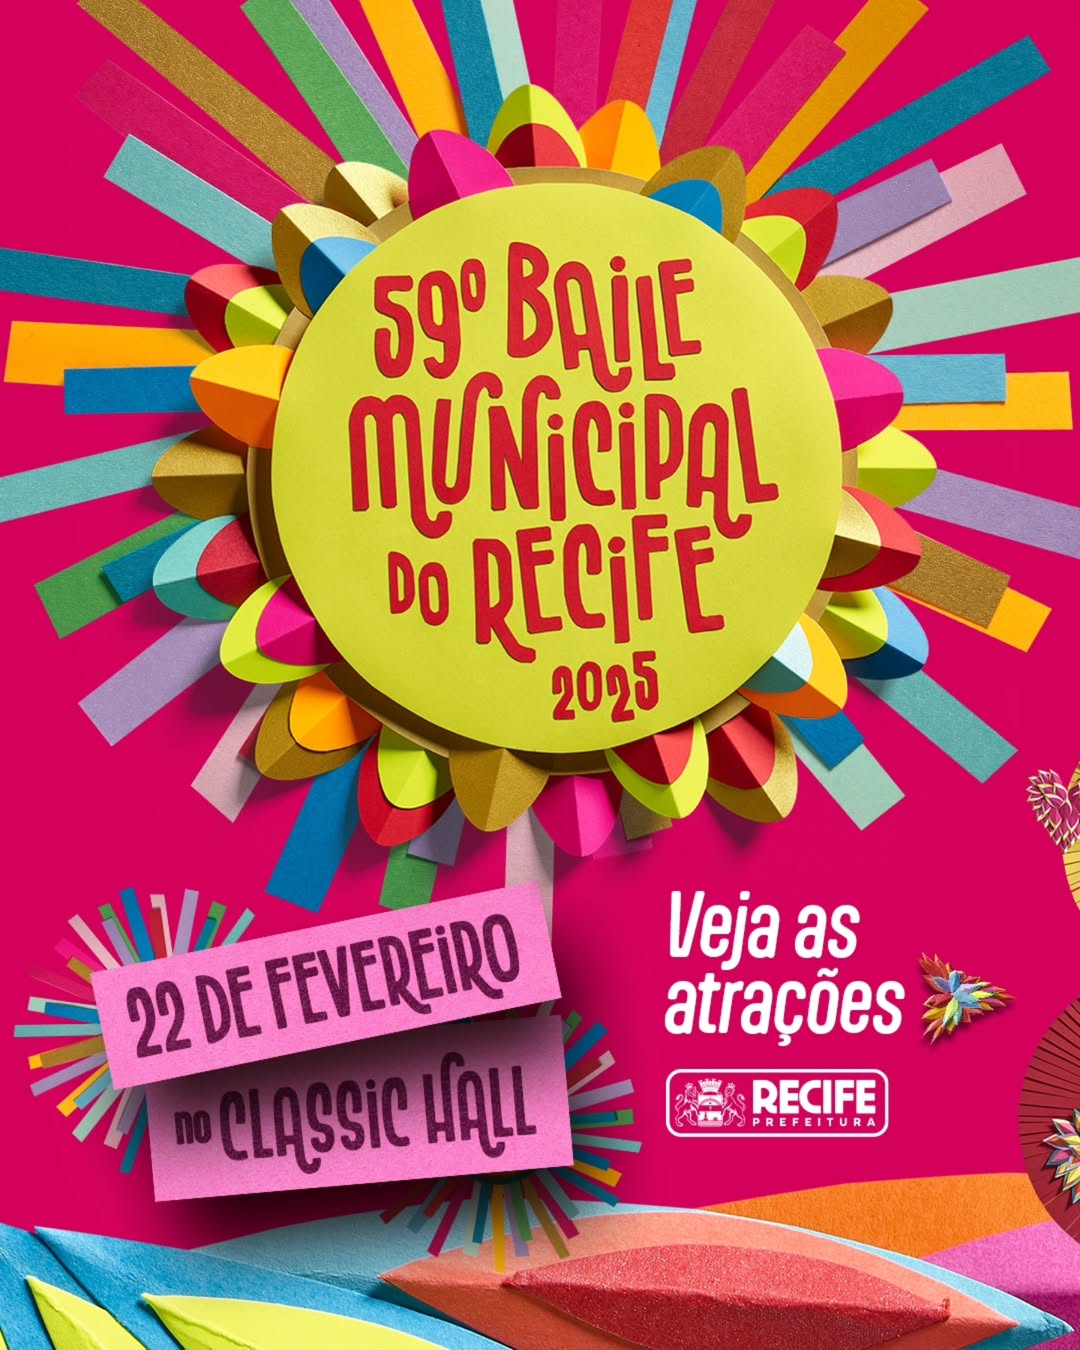 59º BAILE
MUNICIPAL
DO RECIFE
2025
22 DE FEVEREIRO
no CLASSIC HALL
Veja as
atrações
RECIFE
PREFEITURA